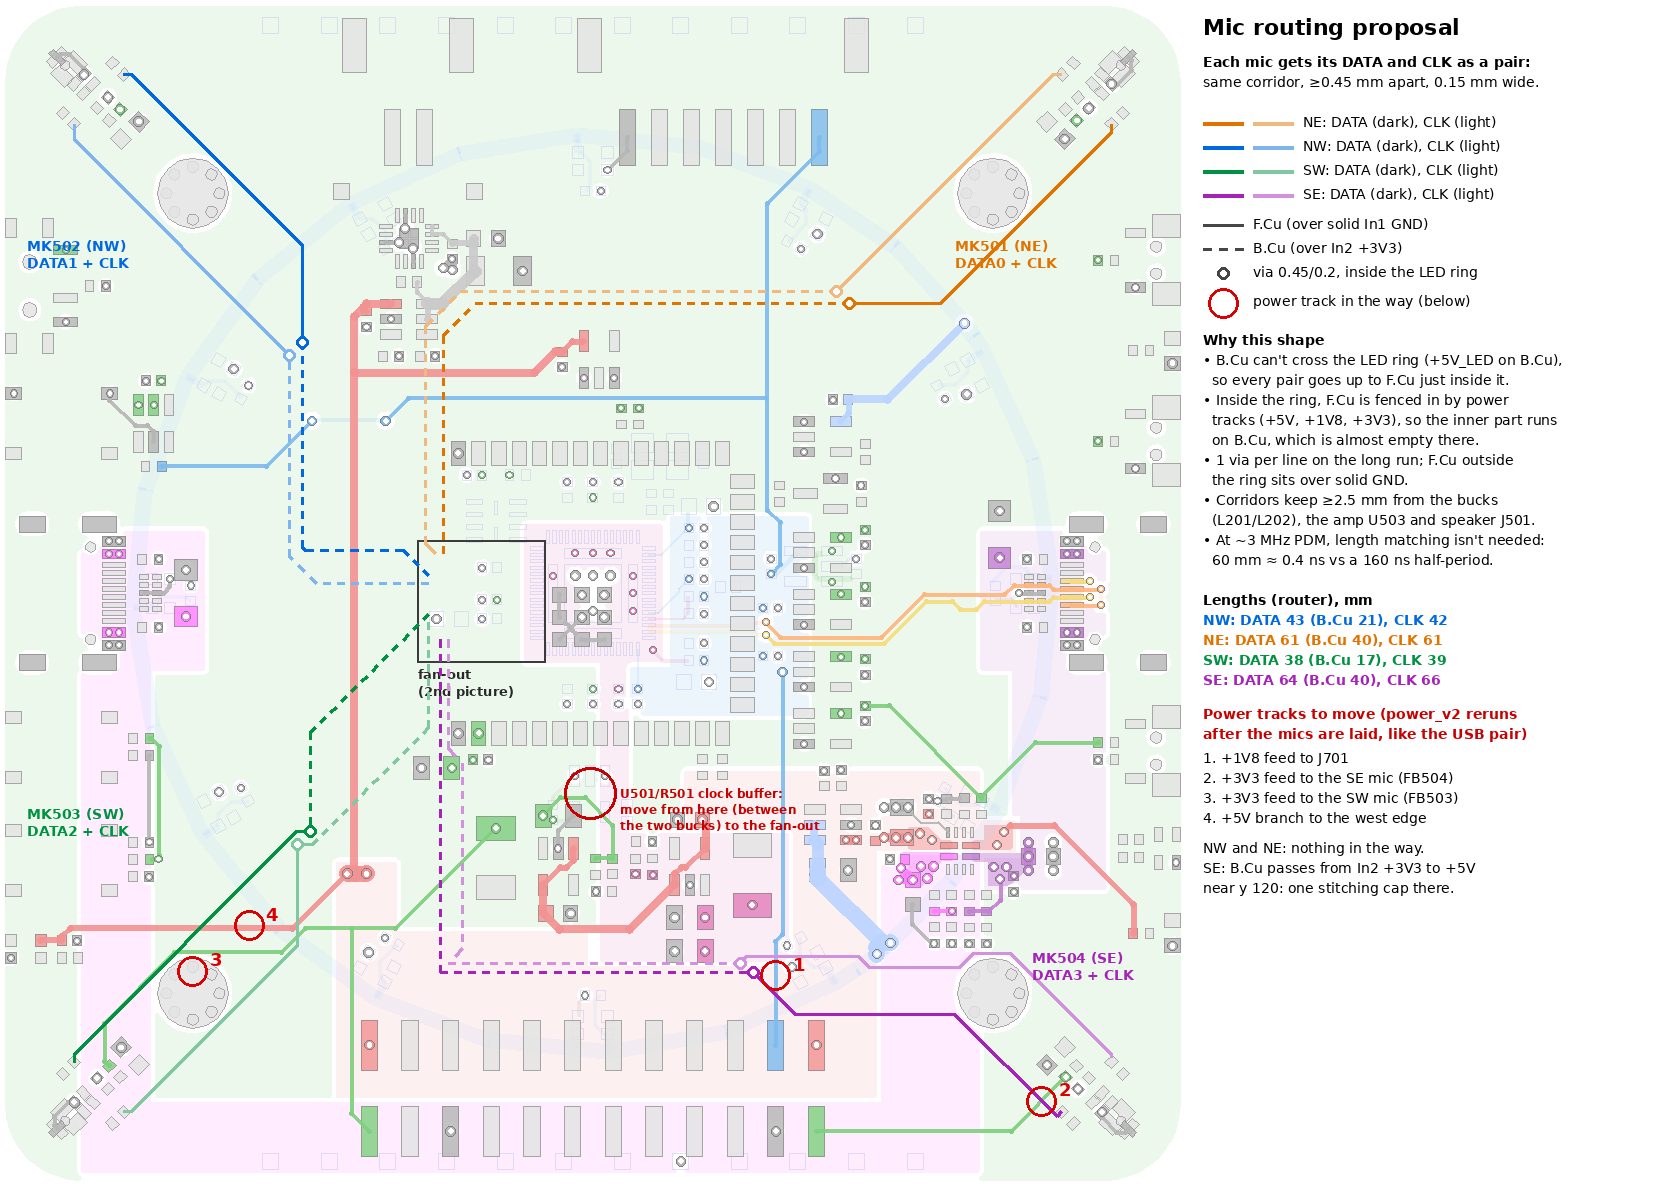 Mic routing proposal
Each mic gets its DATA and CLK as a pair:
same corridor, ≥0.45 mm apart, 0.15 mm wide.
NE: DATA (dark), CLK (light)
NW: DATA (dark), CLK (light)
SW: DATA (dark), CLK (light)
SE: DATA (dark), CLK (light)
F.Cu (over solid In1 GND)
B.Cu (over In2 +3V3)
via 0.45/0.2, inside the LED ring
power track in the way (below)
Why this shape
• B.Cu can't cross the LED ring (+5V_LED on B.Cu),
so every pair goes up to F.Cu just inside it.
• Inside the ring, F.Cu is fenced in by power
tracks (+5V, +1V8, +3V3), so the inner part runs
on B.Cu, which is almost empty there.
• 1 via per line on the long run; F.Cu outside
the ring sits over solid GND.
• Corridors keep ≥2.5 mm from the bucks
(L201/L202), the amp U503 and speaker J501.
• At ~3 MHz PDM, length matching isn't needed:
60 mm ≈ 0.4 ns vs a 160 ns half-period.
Lengths (router), mm
NW: DATA 43 (B.Cu 21), CLK 42
NE: DATA 61 (B.Cu 40), CLK 61
SW: DATA 38 (B.Cu 17), CLK 39
SE: DATA 64 (B.Cu 40), CLK 66
Power tracks to move (power_v2 reruns
after the mics are laid, like the USB pair)
1. +1V8 feed to J701
2. +3V3 feed to the SE mic (FB504)
3. +3V3 feed to the SW mic (FB503)
4. +5V branch to the west edge
NW and NE: nothing in the way.
SE: B.Cu passes from In2 +3V3 to +5V
near y 120: one stitching cap there.
MK502 (NW)
DATA1 + CLK
MK501 (NE)
DATA0 + CLK
fan-out
(2nd picture)
U501/R501 clock buffer:
move from here (between
the two bucks) to the fan-out
MK503 (SW)
DATA2 + CLK
4
3
1
MK504 (SE)
DATA3 + CLK
2